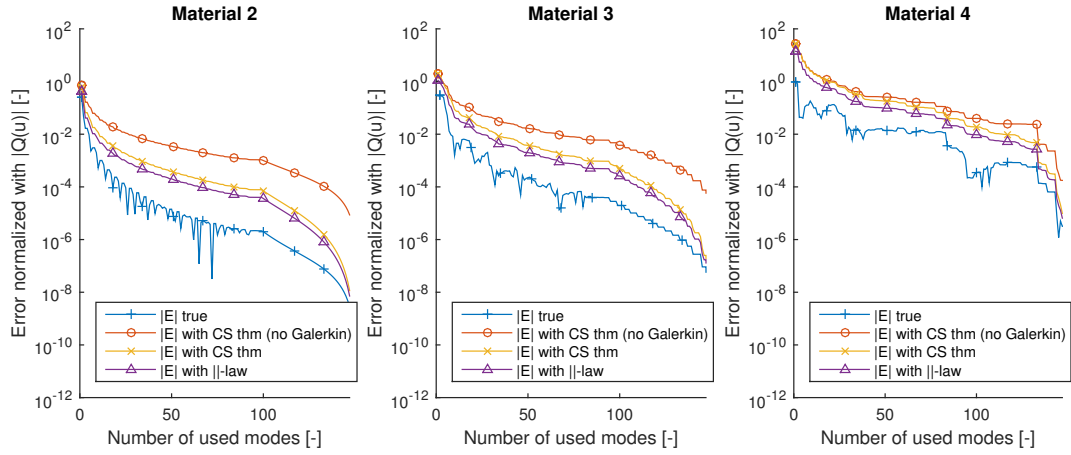 Material 2
Error normalized with |Q(u)| [-]
10^2
10^0
10^-2
10^-4
10^-6
10^-8
10^-10
10^-12
0 50 100
Number of used modes [-]
|E| true
|E| with CS thm (no Galerkin)
|E| with CS thm
|E| with ||-law
Material 3
Error normalized with |Q(u)| [-]
10^2
10^0
10^-2
10^-4
10^-6
10^-8
10^-10
10^-12
0 50 100
Number of used modes [-]
|E| true
|E| with CS thm (no Galerkin)
|E| with CS thm
|E| with ||-law
Material 4
Error normalized with |Q(u)| [-]
10^2
10^0
10^-2
10^-4
10^-6
10^-8
10^-10
10^-12
0 50 100
Number of used modes [-]
|E| true
|E| with CS thm (no Galerkin)
|E| with CS thm
|E| with ||-law